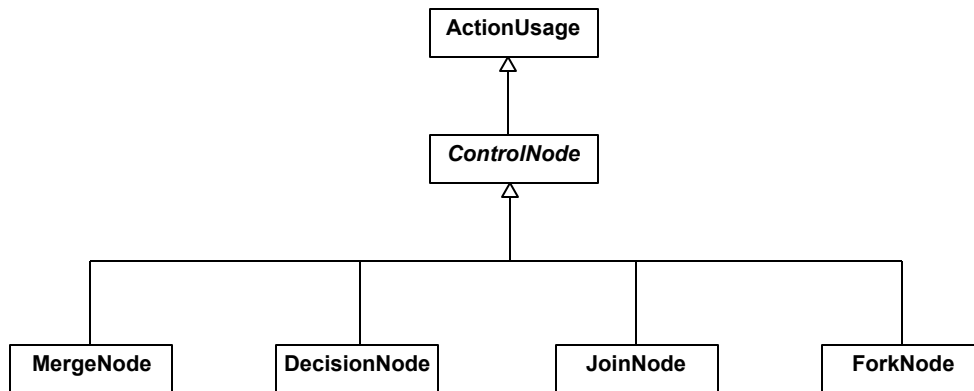 ActionUsage
ControlNode
MergeNode
DecisionNode
JoinNode
ForkNode